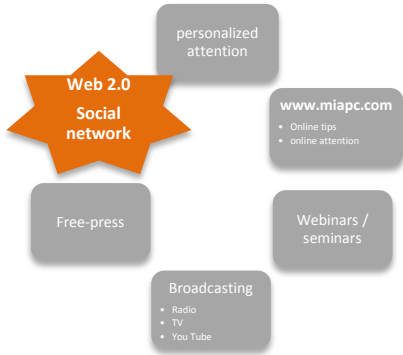 personalized
attention
Web 2.0
Social
network
www.miapc.com
• Online tips
• online attention
Free-press
Webinars /
seminars
Broadcasting
• Radio
• TV
• You Tube